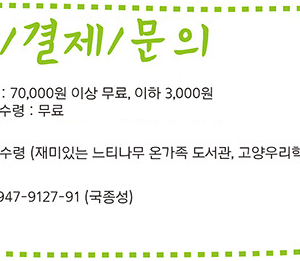 /결제/문의
: 70,000원 이상 무료, 이하 3,000원
수령 : 무료
수령 (재미있는 느티나무 온가족 도서관, 고양우리학
947-9127-91 (국종성)